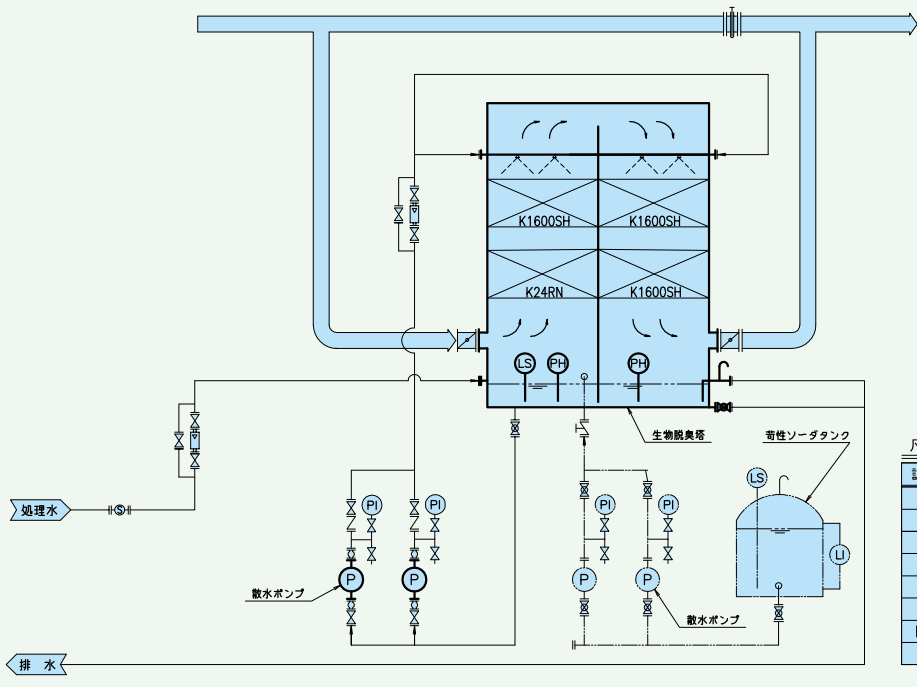 K1600SH
K1600SH
K24RN
K1600SH
LS
PH
PH
生物脱臭塔
苛性ソーダタンク
LS
処理水
S
PI
PI
PI
PI
LI
P
P
P
P
散水ポンプ
散水ポンプ
排 水